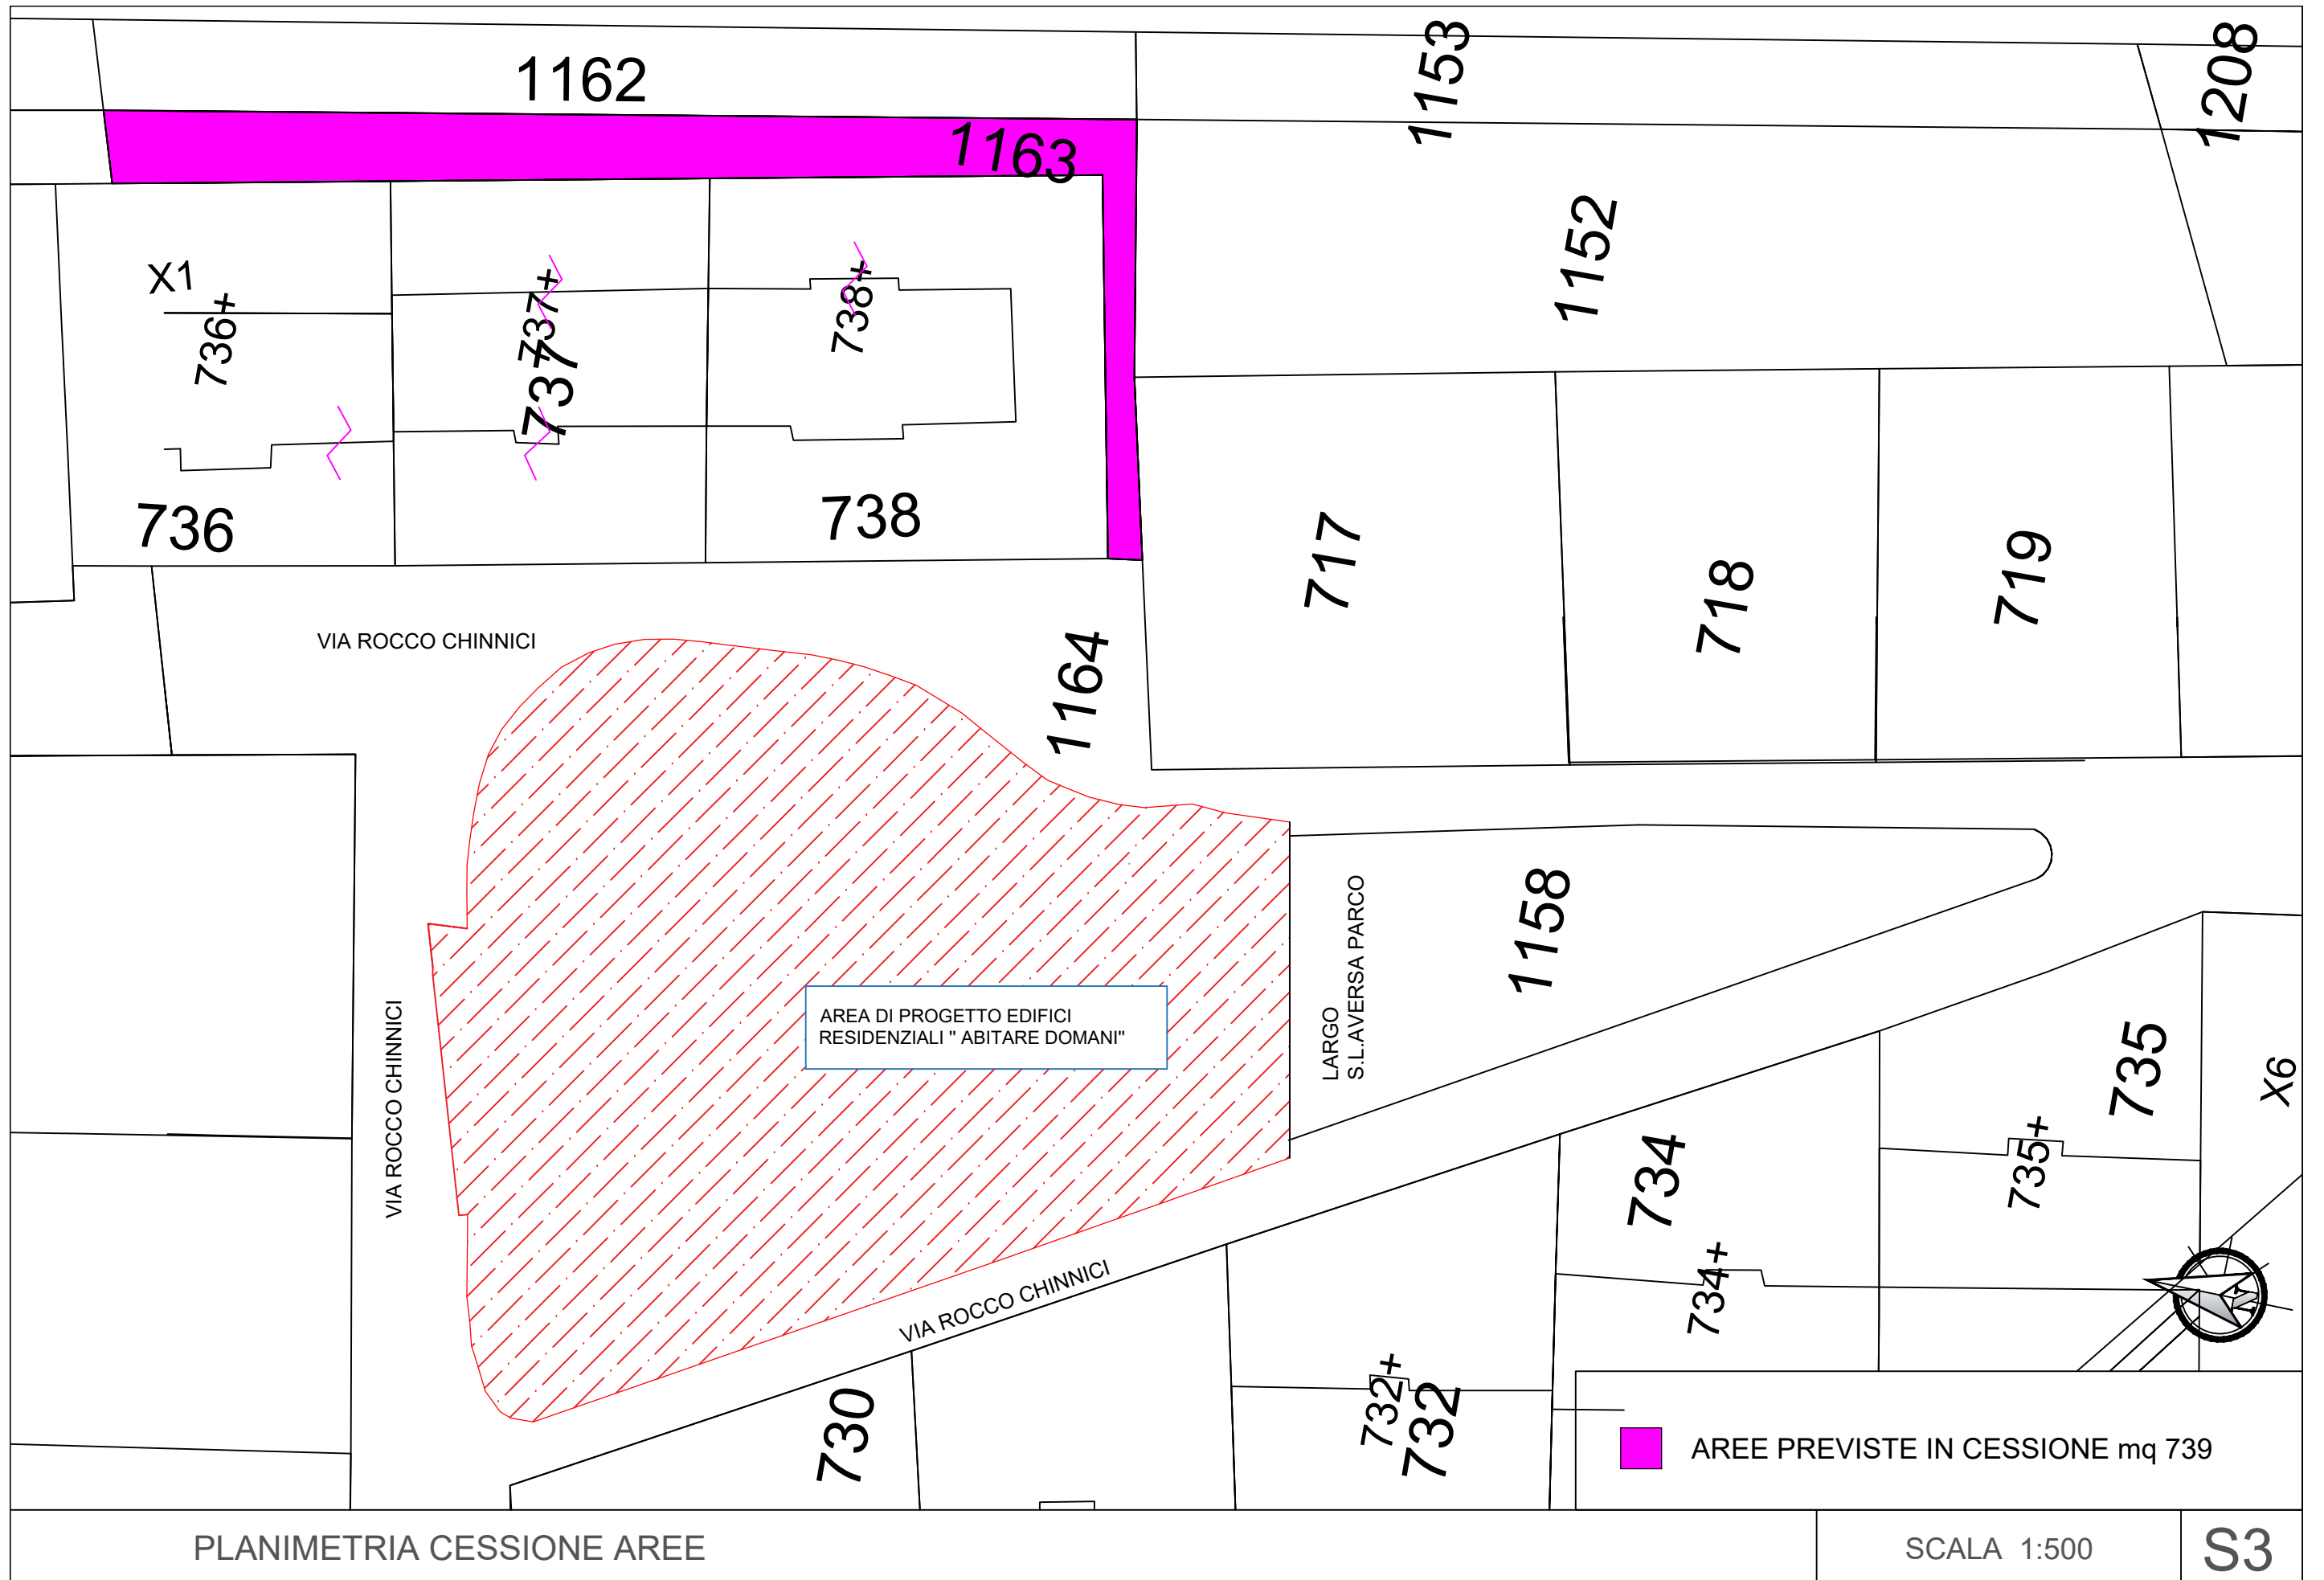 1162
1153
1208
1163
1152
X1
736+
737+
737
738+
736
738
717
718
719
VIA ROCCO CHINNICI
1164
1158
LARGO
S.L.AVERSA PARCO
AREA DI PROGETTO EDIFICI
RESIDENZIALI " ABITARE DOMANI"
VIA ROCCO CHINNICI
735
X6
734
735+
734+
VIA ROCCO CHINNICI
730
732+
732
AREE PREVISTE IN CESSIONE mq 739
PLANIMETRIA CESSIONE AREE
SCALA 1:500
S3